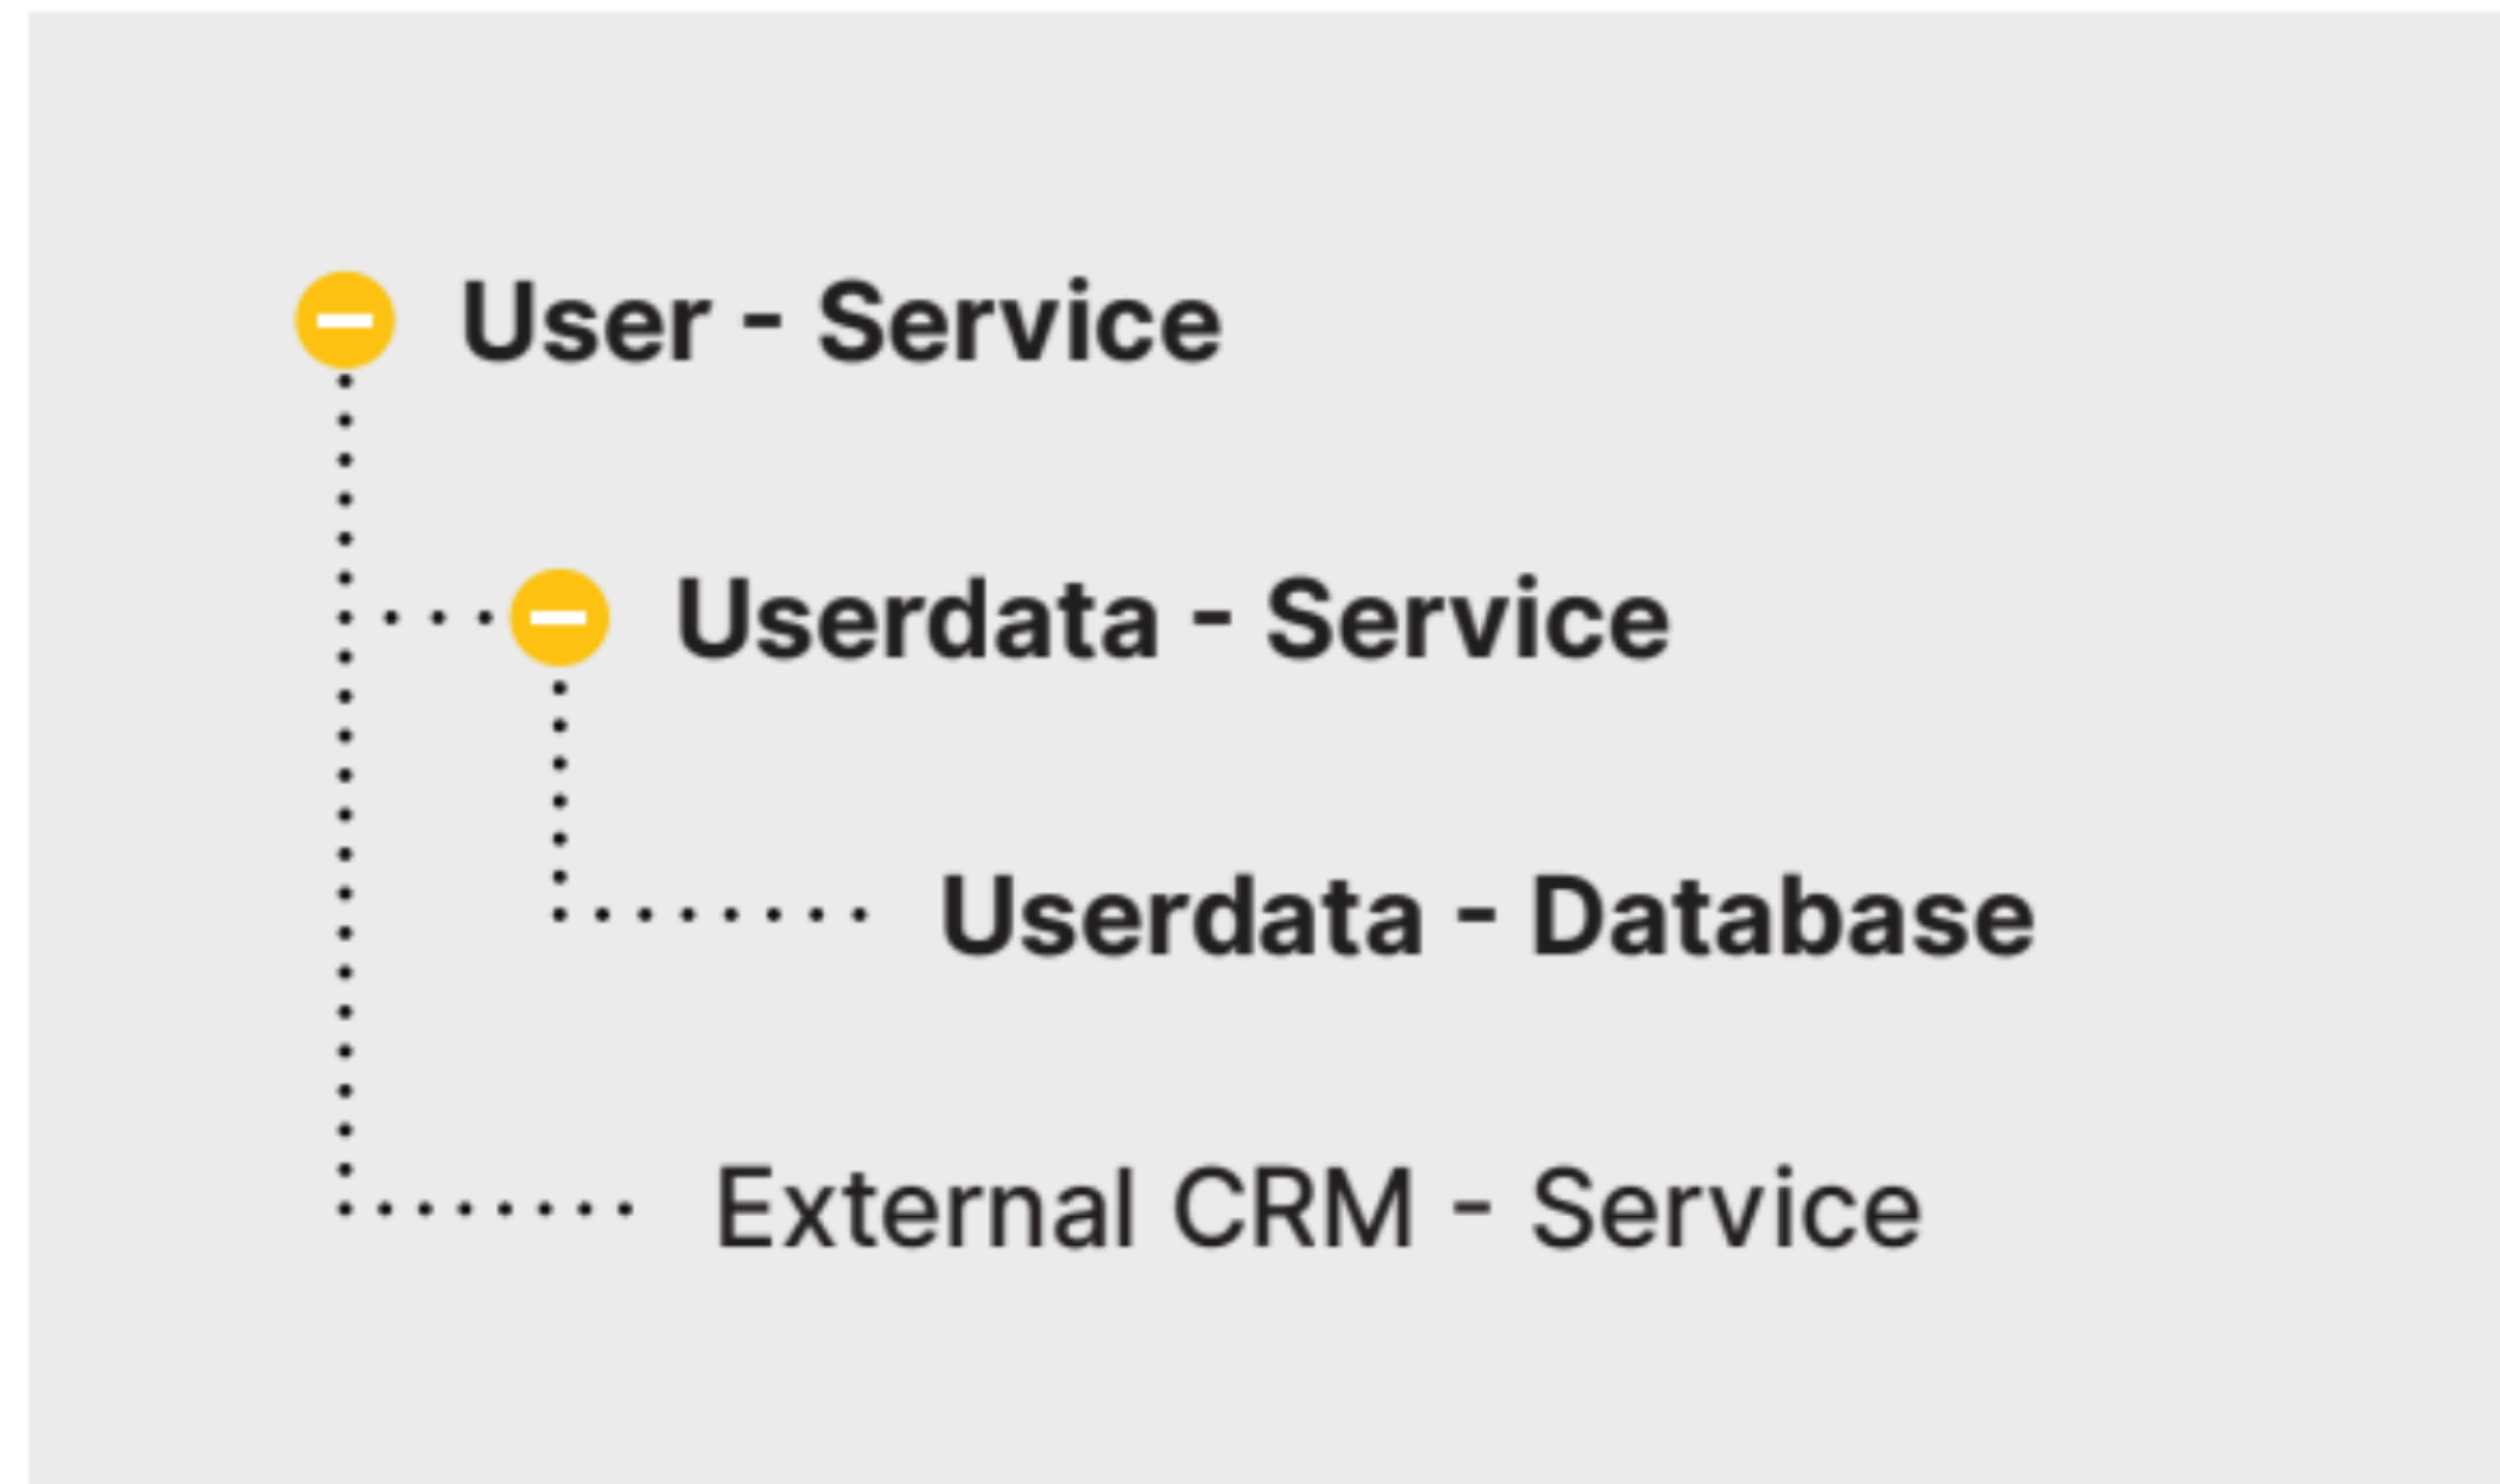 User - Service
Userdata - Service
Userdata - Database
External CRM - Service